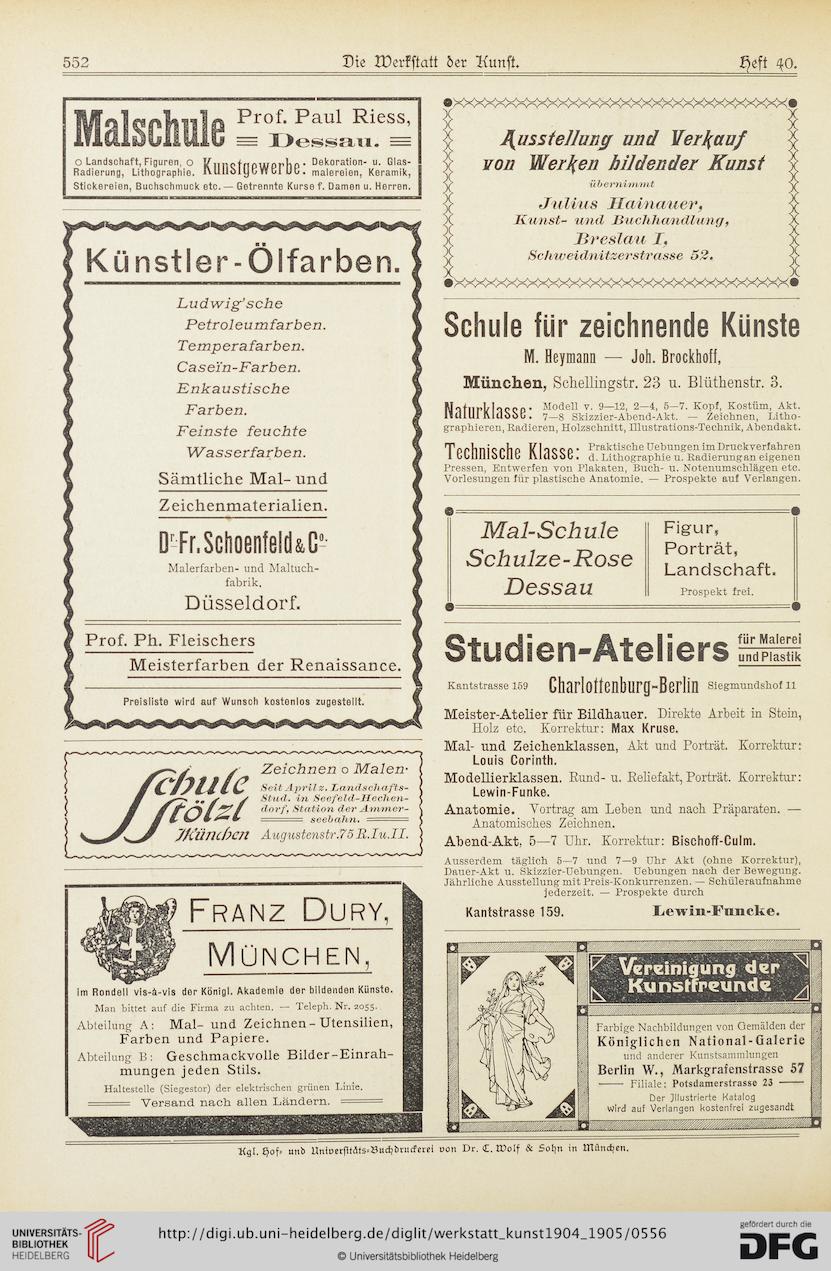 552
Die Werkstatt der Kunst.
Heft 40.
Malschule
Prof. Paul Riess,
Dessau.
o Landschaft, Figuren, o
Radierung, Lithographie.
Kunstgewerbe:
Dekoration- u. Glas-
malereien, Keramik,
Stickereien, Buchschmuck etc. — Getrennte Kurse f. Damen u. Herren.
Künstler-Ölfarben.
Ludwig'sche
Petroleumfarben.
Temperafarben.
Caseïn-Farben.
Enkaustische
Farben.
Feinste feuchte
Wasserfarben.
Sämtliche Mal- und
Zeichenmaterialien.
Dr. Fr. Schoenfeld & Co.
Malerfarben- und Maltuch-
fabrik.
Düsseldorf.
Prof. Ph. Fleischers
Meisterfarben der Renaissance.
Preisliste wird auf Wunsch kostenlos zugestellt.
Schule
Stölzl
München
Zeichnen o Malen·
Seit April z. Landschafts-
Stud. in Seefeld-Hechen-
dorf, Station der Ammer-
seebahn.
Augustenstr. 75 R. I u. II.
Franz Dury,
München,
im Rondell vis-à-vis der Königl. Akademie der bildenden Künste.
Man bittet auf die Firma zu achten. — Teleph. Nr. 2055.
Abteilung A: Mal- und Zeichnen-Utensilien,
Farben und Papiere.
Abteilung B: Geschmackvolle Bilder-Einrah-
mungen jeden Stils.
Haltestelle (Siegestor) der elektrischen grünen Linie.
Versand nach allen Ländern.
Ausstellung und Verkauf
von Werken bildender Kunst
übernimmt
Julius Hainauer,
Kunst- und Buchhandlung,
Breslau I,
Schweidnitzerstrasse 52.
Schule für zeichnende Künste
M. Heymann — Joh. Brockhoff,
München, Schellingstr. 23 u. Blüthenstr. 3.
Naturklasse: Modell v. 9—12, 2—4, 5—7. Kopf, Kostüm, Akt.
7—8 Skizzier-Abend-Akt. — Zeichnen, Litho-
graphieren, Radieren, Holzschnitt, Illustrations-Technik, Abendakt.
Technische Klasse: Praktische Uebungen im Druckverfahren
d. Lithographie u. Radierung an eigenen
Pressen, Entwerfen von Plakaten, Buch- u. Notenumschlägen etc.
Vorlesungen für plastische Anatomie. — Prospekte auf Verlangen.
Mal-Schule
Schulze-Rose
Dessau
Figur,
Porträt,
Landschaft.
Prospekt frei.
Studien-Ateliers
für Malerei
und Plastik
Kantstrasse 159 Charlottenburg-Berlin Siegmundshof 11
Meister-Atelier für Bildhauer. Direkte Arbeit in Stein,
Holz etc. Korrektur: Max Kruse.
Mal- und Zeichenklassen, Akt und Porträt. Korrektur:
Louis Corinth.
Modellierklassen. Rund- u. Reliefakt, Porträt. Korrektur:
Lewin-Funke.
Anatomie. Vortrag am Leben und nach Präparaten. —
Anatomisches Zeichnen.
Abend-Akt, 5—7 Uhr. Korrektur: Bischoff-Culm.
Ausserdem täglich 5—7 und 7—9 Uhr Akt (ohne Korrektur),
Dauer-Akt u. Skizzier-Uebungen. Uebungen nach der Bewegung.
Jährliche Ausstellung mit Preis-Konkurrenzen. — Schüleraufnahme
jederzeit. — Prospekte durch
Kantstrasse 159. Lewin-Funcke.
Vereinigung der
Kunstfreunde
Farbige Nachbildungen von Gemälden der
Königlichen National-Galerie
und anderer Kunstsammlungen
Berlin W., Markgrafenstrasse 57
Filiale: Potsdamerstrasse 23
Der Jllustrierte Katalog
wird auf Verlangen kostenfrei zugesandt
Kgl. Hof- und Universitäts-Buchdruckerei von Dr. C. Wolf & Sohn in München.
UNIVERSITÄTS-
BIBLIOTHEK
HEIDELBERG
http://digi.ub.uni-heidelberg.de/diglit/werkstatt_kunst1904_1905/0556
© Universitätsbibliothek Heidelberg
gefördert durch die
DFG